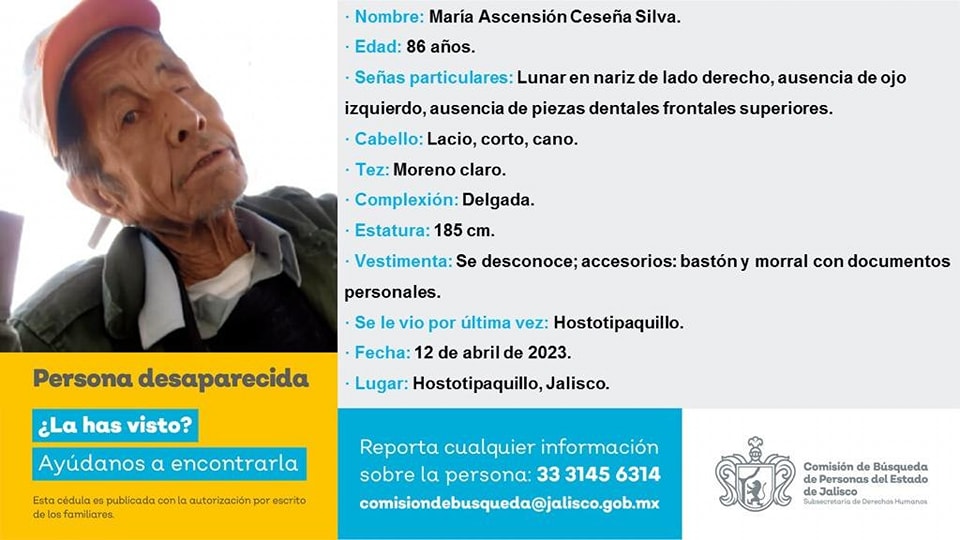 · Nombre: María Ascensión Ceseña Silva.
· Edad: 86 años.
· Señas particulares: Lunar en nariz de lado derecho, ausencia de ojo
izquierdo, ausencia de piezas dentales frontales superiores.
· Cabello: Lacio, corto, cano.
· Tez: Moreno claro.
· Complexión: Delgada.
· Estatura: 185 cm.
· Vestimenta: Se desconoce; accesorios: bastón y morral con documentos
personales.
· Se le vio por última vez: Hostotipaquillo.
· Fecha: 12 de abril de 2023.
· Lugar: Hostotipaquillo, Jalisco.
Persona desaparecida
¿La has visto?
Ayúdanos a encontrarla
Esta cédula es publicada con la autorización por escrito
de los familiares.
Reporta cualquier información
sobre la persona: 33 3145 6314
comisiondebusqueda@jalisco.gob.mx
Comisión de Búsqueda
de Personas del Estado
de Jalisco
Subsecretaría de Derechos Humanos